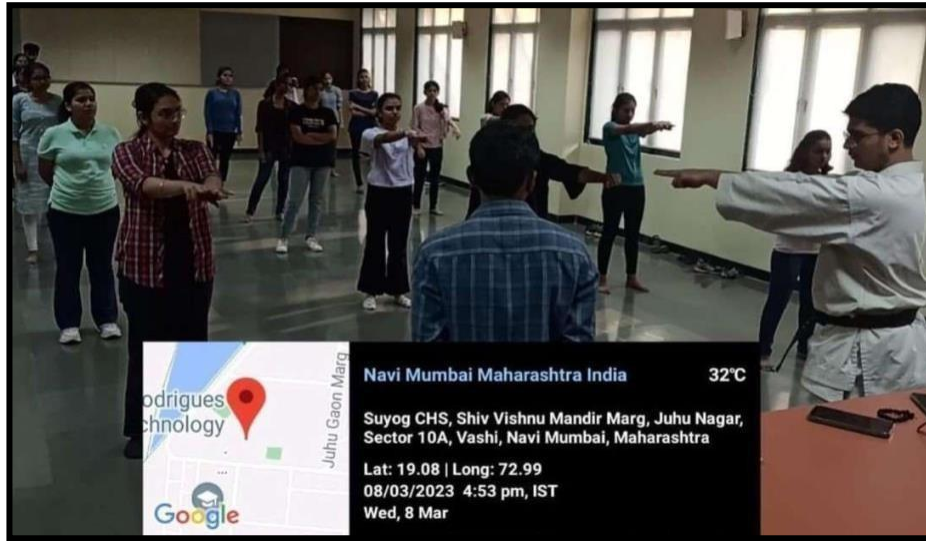 odrigues
chnology
Juhu Gaon Marg
Google
Navi Mumbai Maharashtra India
32°C
Suyog CHS, Shiv Vishnu Mandir Marg, Juhu Nagar,
Sector 10A, Vashi, Navi Mumbai, Maharashtra
Lat: 19.08 | Long: 72.99
08/03/2023 4:53 pm, IST
Wed, 8 Mar